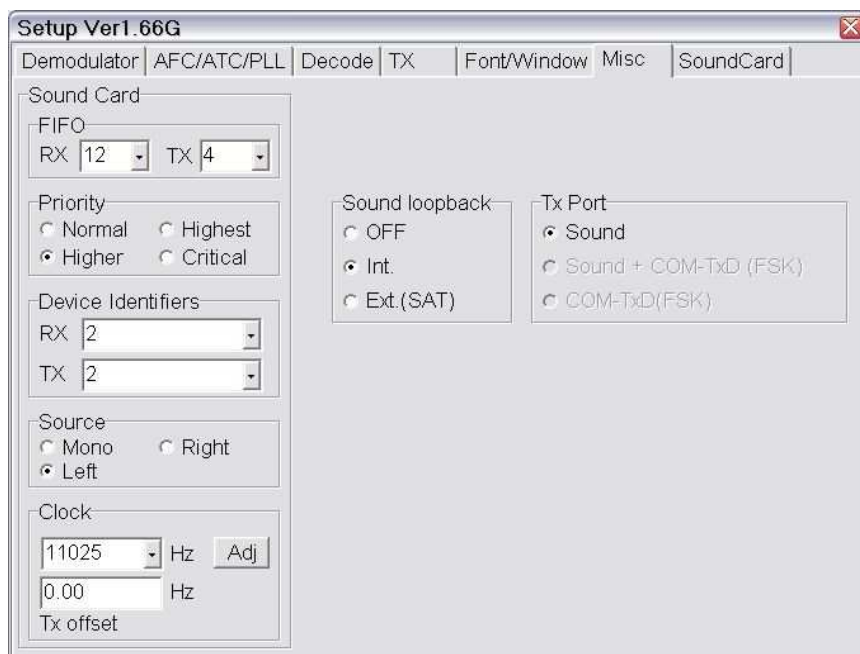 Setup Ver1.66G
Demodulator AFC/ATC/PLL Decode TX Font/Window Misc SoundCard
Sound Card
FIFO
RX 12 TX 4
Priority
Normal Highest
Higher Critical
Device Identifiers
RX 2
TX 2
Source
Mono Right
Left
Clock
11025 Hz Adj
0.00 Hz
Tx offset
Sound loopback
OFF
Int.
Ext.(SAT)
Tx Port
Sound
Sound + COM-TxD (FSK)
COM-TxD(FSK)